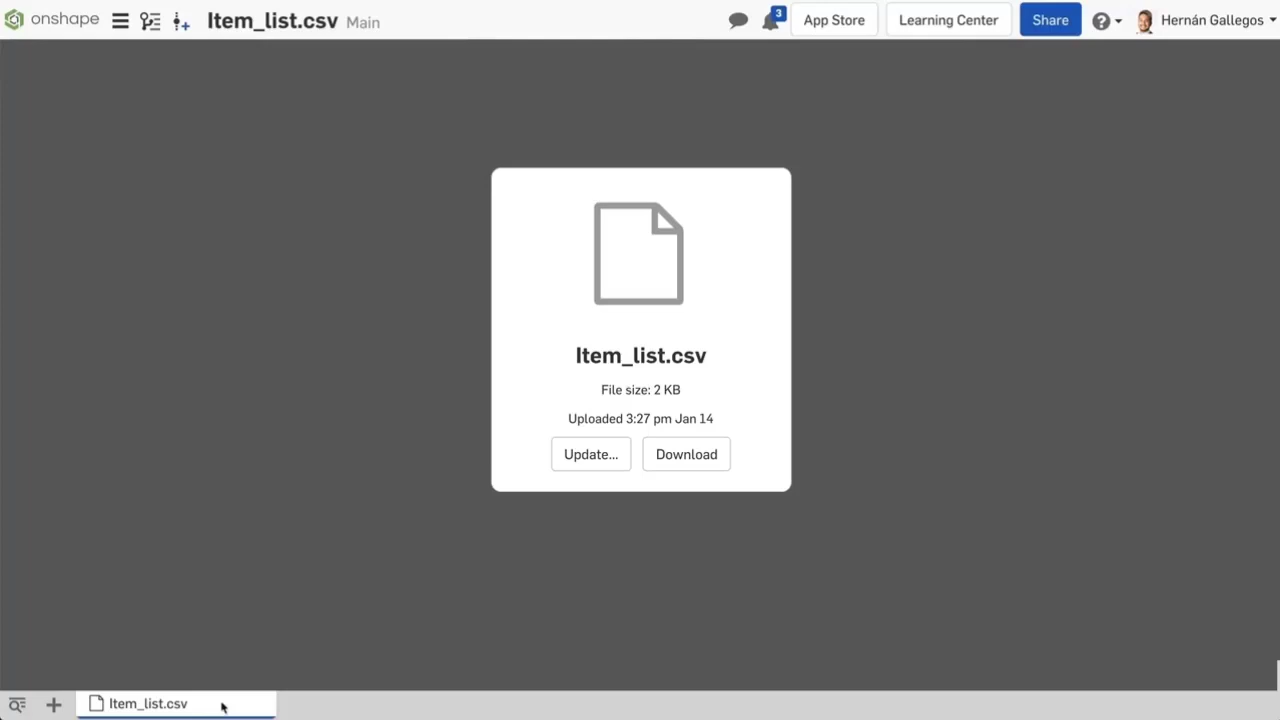 onshape Item_list.csv Main 3 App Store Learning Center Share ? Hernán Gallegos
Item_list.csv
File size: 2 KB
Uploaded 3:27 pm Jan 14
Update... Download
Item_list.csv